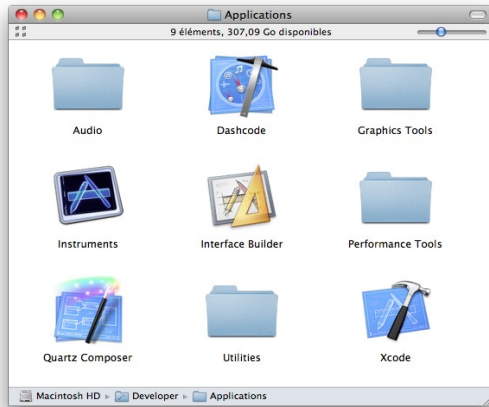 Applications
9 éléments, 307,09 Go disponibles
Audio
Dashcode
Graphics Tools
Instruments
Interface Builder
Performance Tools
Quartz Composer
Utilities
Xcode
Macintosh HD ▸ Developer ▸ Applications